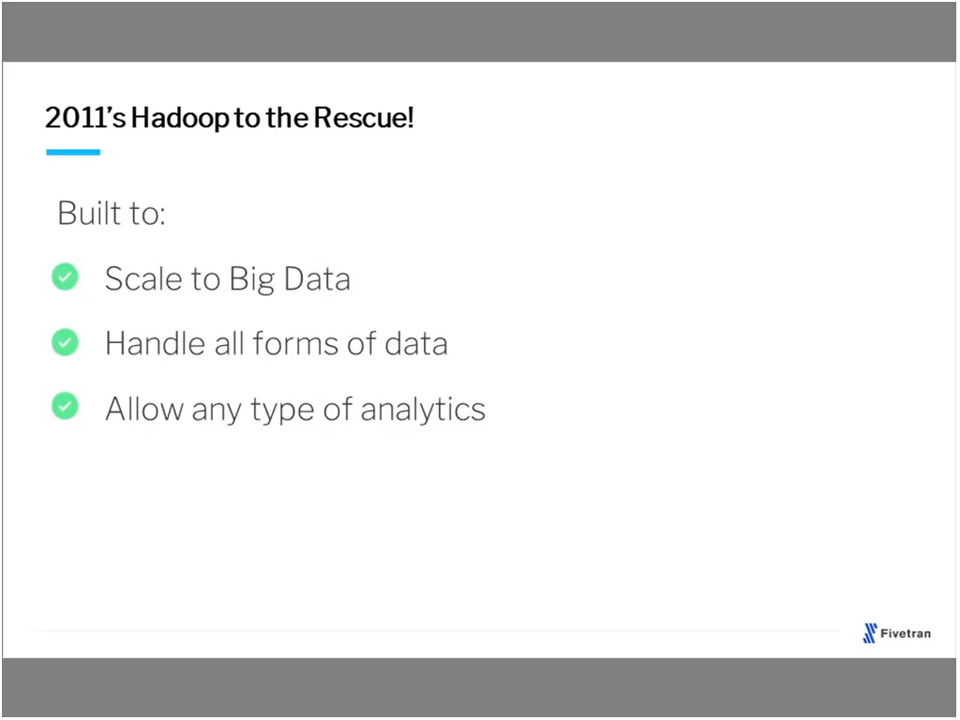 2011's Hadoop to the Rescue!
Built to:
Scale to Big Data
Handle all forms of data
Allow any type of analytics
Fivetran